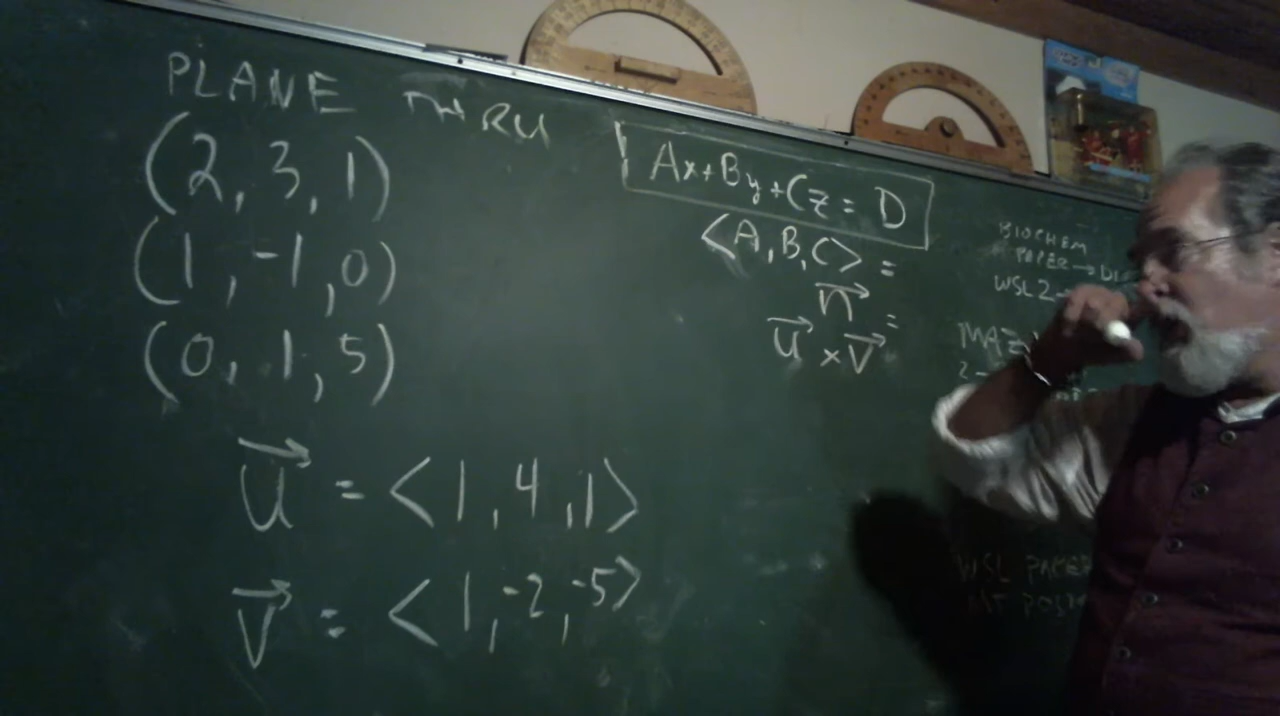 PLANE THRU
(2, 3, 1)
(1, -1, 0)
(0, 1, 5)
u = <1, 4, 1>
v = <1, -2, -5>
Ax+By+Cz = D
<A, B, C> =
n =
u × v
BIOCHEM
PAPER →
WSL 2 →
2 →
WSL PAPER